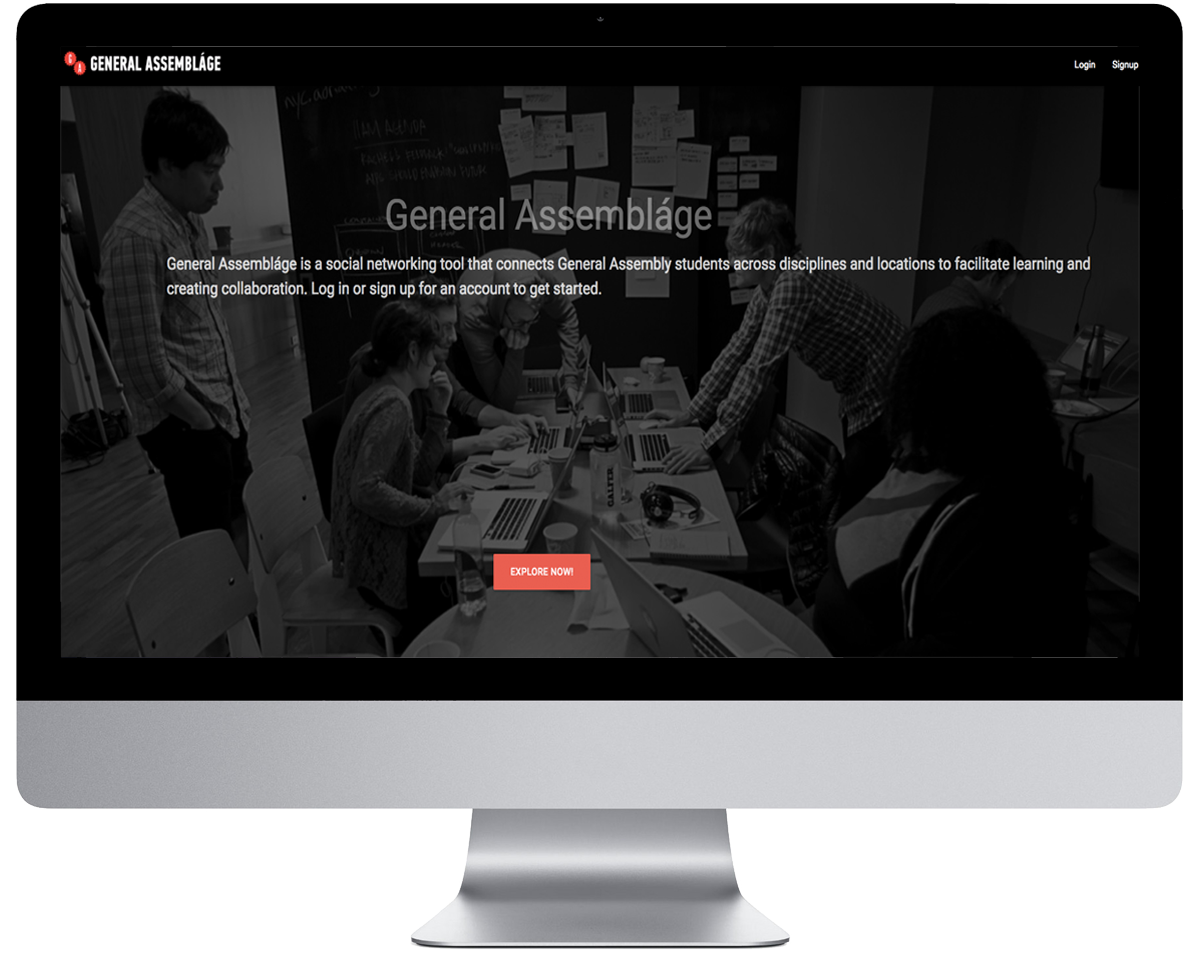 G
A
GENERAL ASSEMBLÁGE
Login
Signup
General Assembláge
General Assembláge is a social networking tool that connects General Assembly students across disciplines and locations to facilitate learning and
creating collaboration. Log in or sign up for an account to get started.
EXPLORE NOW!